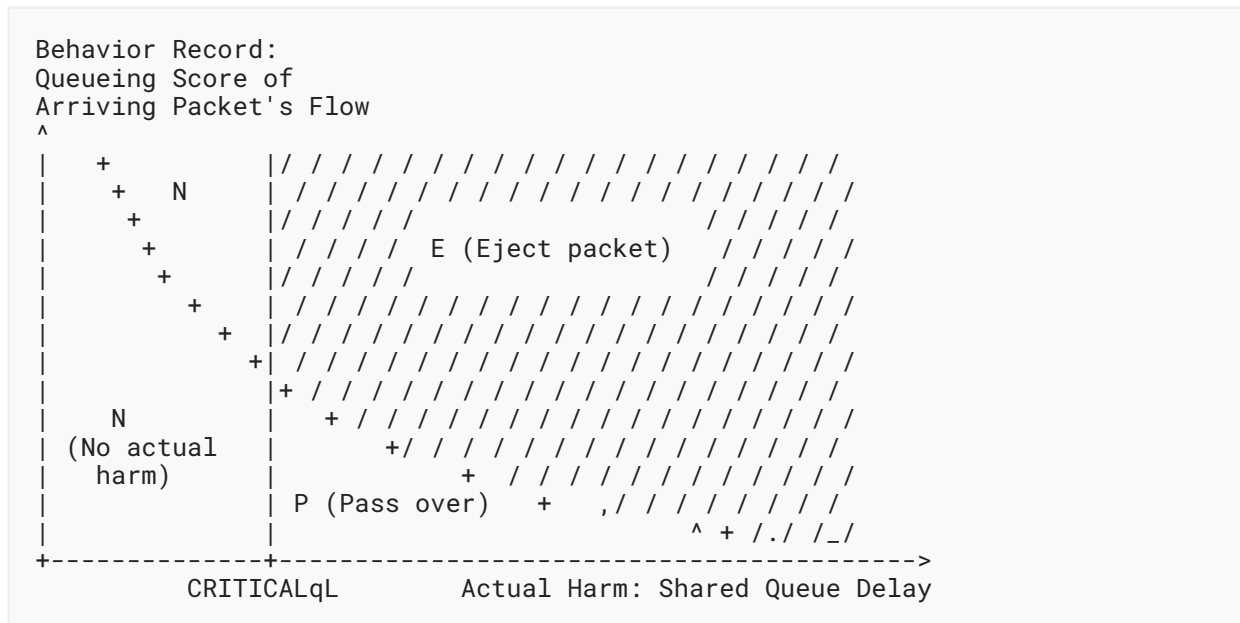 Behavior Record:
Queueing Score of
Arriving Packet's Flow
^
|    +          |/ / / / / / / / / / / / / / / / / / /
|     +   N     | / / / / / / / / / / / / / / / / / / /
|      +        |/ / / / /                   / / / / /
|       +       | / / / /  E (Eject packet)   / / / / /
|        +      |/ / / / /                   / / / / /
|          +    | / / / / / / / / / / / / / / / / / / /
|            +  |/ / / / / / / / / / / / / / / / / / /
|              +| / / / / / / / / / / / / / / / / / / /
|               |+ / / / / / / / / / / / / / / / / / /
|     N         |   + / / / / / / / / / / / / / / / / /
| (No actual    |       +/ / / / / / / / / / / / / / /
|   harm)       |            +  / / / / / / / / / / / /
|               | P (Pass over)   +   ,/ / / / / / / /
|               |                           ^ + /./ /_/
+---------------+------------------------------------------>
          CRITICALqL        Actual Harm: Shared Queue Delay